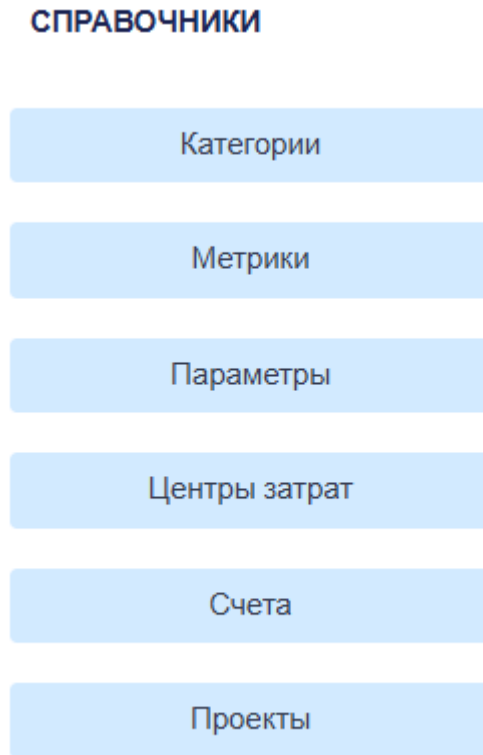 СПРАВОЧНИКИ
Категории
Метрики
Параметры
Центры затрат
Счета
Проекты